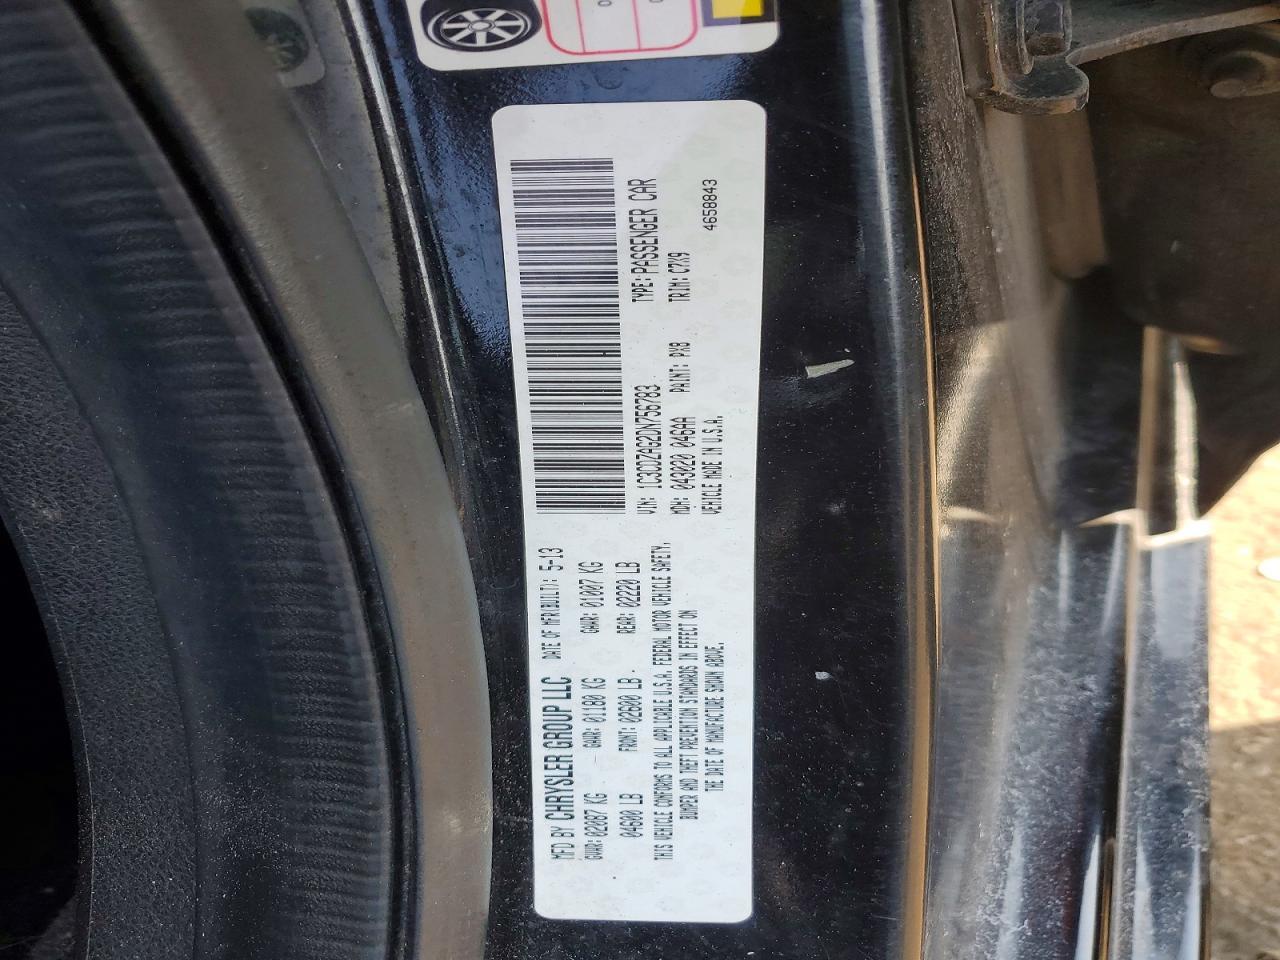 MFD BY CHRYSLER GROUP LLC DATE OF MFR(BUILT): 5-13
GVWR: 02087 KG GAWR: 01180 KG GAWR: 01007 KG
04600 LB FRONT: 02600 LB REAR: 02220 LB
THIS VEHICLE CONFORMS TO ALL APPLICABLE U.S.A. FEDERAL MOTOR VEHICLE SAFETY,
BUMPER AND THEFT PREVENTION STANDARDS IN EFFECT ON
THE DATE OF MANUFACTURE SHOWN ABOVE.
VIN: 1C3CDZAG2DN756783 TYPE: PASSENGER CAR
MDH: 043020 046AA PAINT: PX8 TRIM: C7X9
VEHICLE MADE IN U.S.A. 4658843